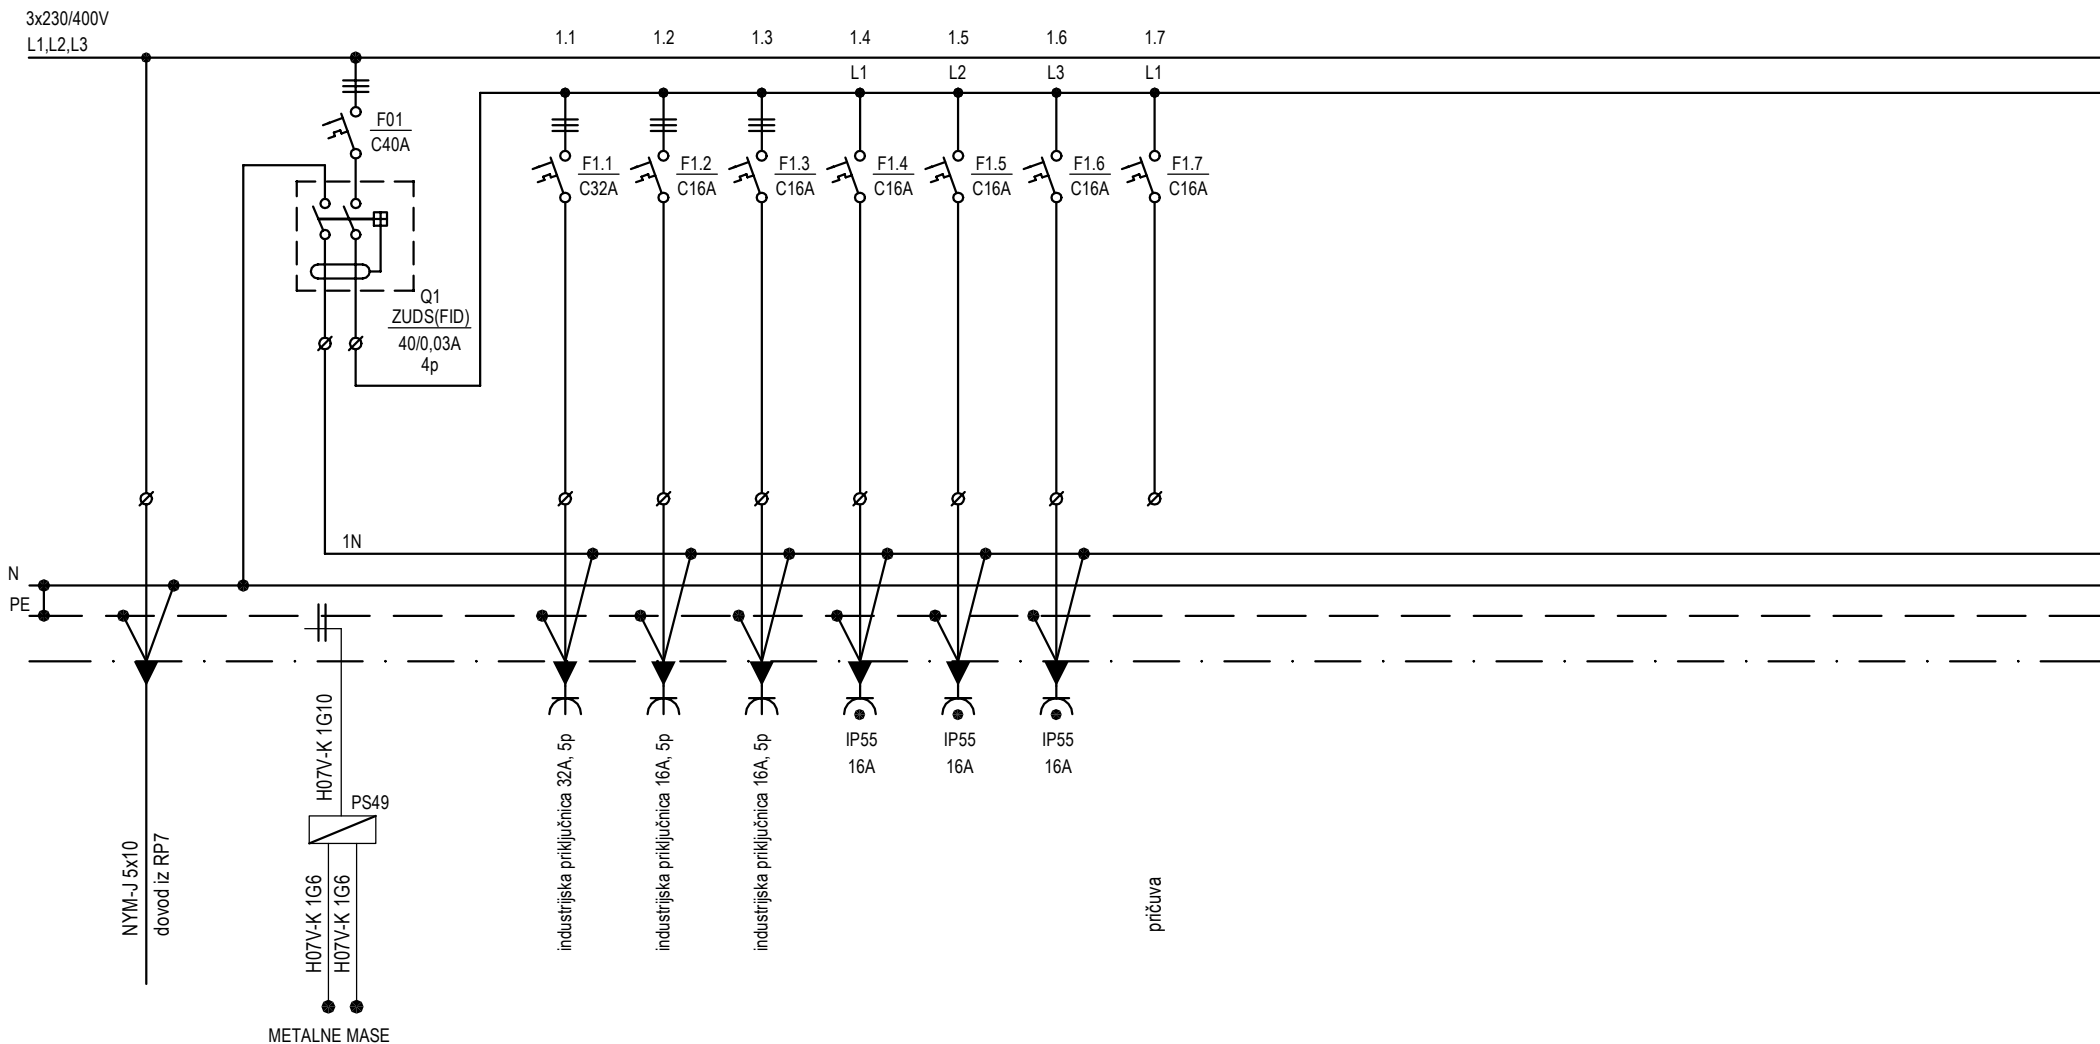 3x230/400V
L1,L2,L3
1.1
1.2
1.3
1.4
1.5
1.6
1.7
L1
L2
L3
L1
F01
C40A
F1.1
C32A
F1.2
C16A
F1.3
C16A
F1.4
C16A
F1.5
C16A
F1.6
C16A
F1.7
C16A
Q1
ZUDS(FID)
40/0,03A
4p
1N
N
PE
NYM-J 5x10
dovod iz RP7
H07V-K 1G10
PS49
H07V-K 1G6
H07V-K 1G6
METALNE MASE
industrijska priključnica 32A, 5p
industrijska priključnica 16A, 5p
industrijska priključnica 16A, 5p
IP55
16A
IP55
16A
IP55
16A
pričuva